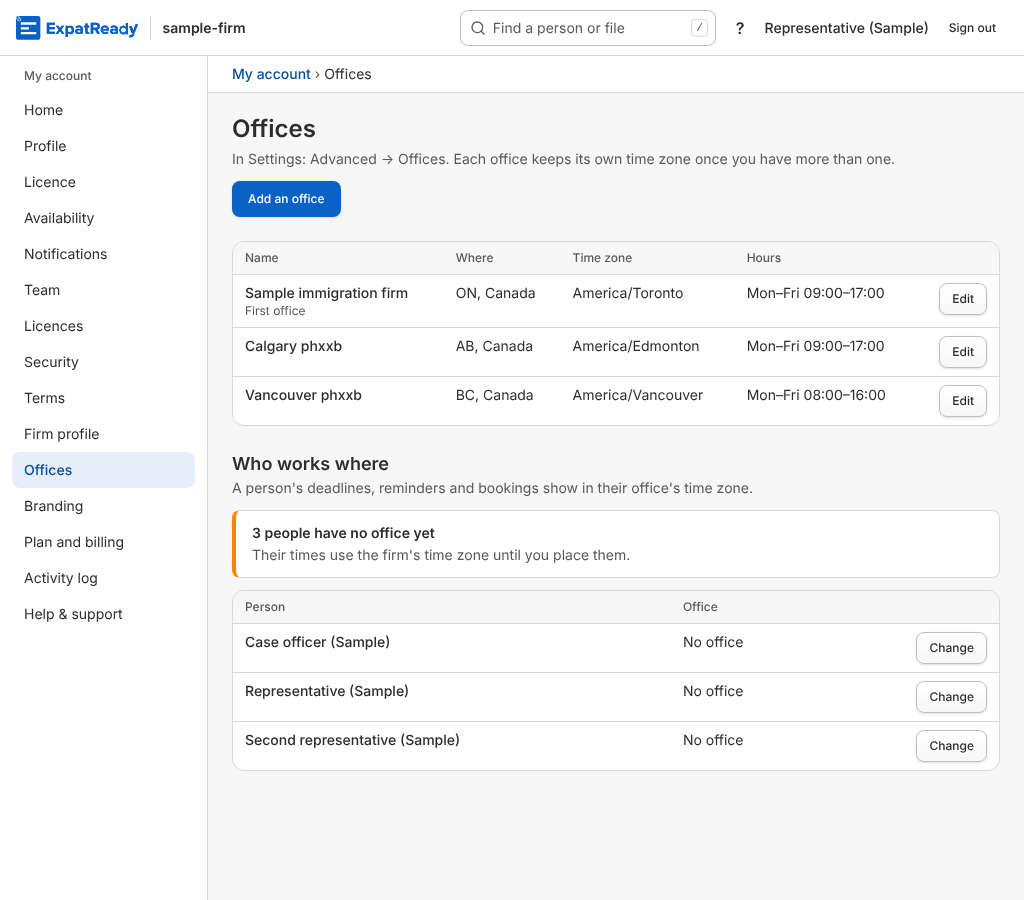 ExpatReady
sample-firm
Find a person or file
/
?
Representative (Sample)
Sign out
My account
Home
Profile
Licence
Availability
Notifications
Team
Licences
Security
Terms
Firm profile
Offices
Branding
Plan and billing
Activity log
Help & support
My account › Offices
Offices
In Settings: Advanced → Offices. Each office keeps its own time zone once you have more than one.
Add an office
Name Where Time zone Hours
Sample immigration firm ON, Canada America/Toronto Mon–Fri 09:00–17:00 Edit
First office
Calgary phxxb AB, Canada America/Edmonton Mon–Fri 09:00–17:00 Edit
Vancouver phxxb BC, Canada America/Vancouver Mon–Fri 08:00–16:00 Edit
Who works where
A person's deadlines, reminders and bookings show in their office's time zone.
3 people have no office yet
Their times use the firm's time zone until you place them.
Person Office
Case officer (Sample) No office Change
Representative (Sample) No office Change
Second representative (Sample) No office Change